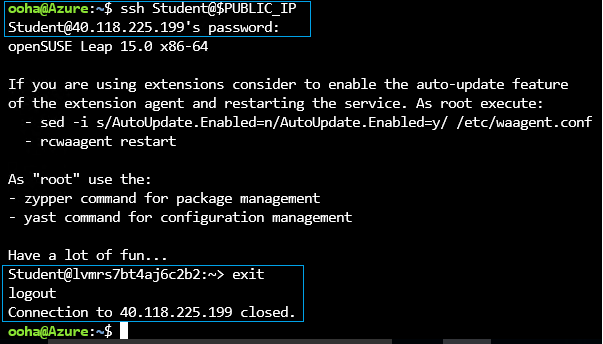 ooha@Azure:~$ ssh Student@$PUBLIC_IP
Student@40.118.225.199's password:
openSUSE Leap 15.0 x86-64
If you are using extensions consider to enable the auto-update feature
of the extension agent and restarting the service. As root execute:
- sed -i s/AutoUpdate.Enabled=n/AutoUpdate.Enabled=y/ /etc/waagent.conf
- rcwaagent restart
As "root" use the:
- zypper command for package management
- yast command for configuration management
Have a lot of fun...
Student@lvmrs7bt4aj6c2b2:~> exit
logout
Connection to 40.118.225.199 closed.
ooha@Azure:~$